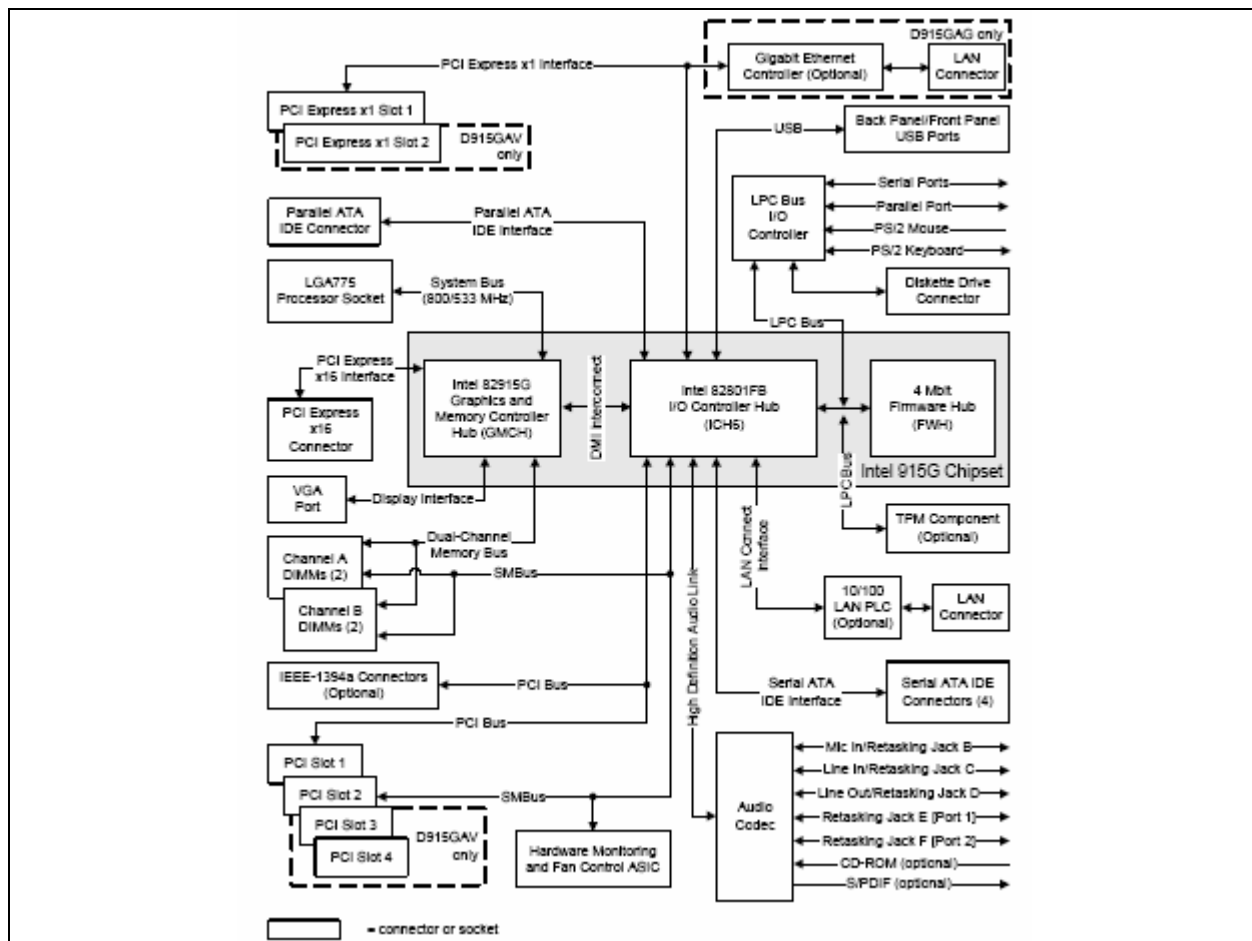 D915GAG only
PCI Express x1 Interface
Gigabit Ethernet
Controller (Optional)
LAN
Connector
PCI Express x1 Slot 1
PCI Express x1 Slot 2
D915GAV
only
USB
Back Panel/Front Panel
USB Ports
LPC Bus
I/O
Controller
Serial Ports
Parallel Port
PS/2 Mouse
PS/2 Keyboard
Parallel ATA
IDE Connector
Parallel ATA
IDE Interface
LGA775
Processor Socket
System Bus
(800/533 MHz)
Diskette Drive
Connector
LPC Bus
PCI Express
x16 Interface
PCI Express
x16
Connector
Intel 82915G
Graphics and
Memory Controller
Hub (GMCH)
DMI Interconnect
Intel 82801FB
I/O Controller Hub
(ICH6)
4 Mbit
Firmware Hub
(FWH)
Intel 915G Chipset
LPC Bus
VGA
Port
Display Interface
TPM Component
(Optional)
Dual-Channel
Memory Bus
Channel A
DIMMs (2)
SMBus
Channel B
DIMMs (2)
High Definition Audio Link
LAN Connect
Interface
10/100
LAN PLC
(Optional)
LAN
Connector
IEEE-1394a Connectors
(Optional)
PCI Bus
Serial ATA
IDE Interface
Serial ATA IDE
Connectors (4)
PCI Bus
PCI Slot 1
PCI Slot 2
PCI Slot 3
PCI Slot 4
D915GAV
only
SMBus
Hardware Monitoring
and Fan Control ASIC
Audio
Codec
Mic In/Retasking Jack B
Line In/Retasking Jack C
Line Out/Retasking Jack D
Retasking Jack E [Port 1]
Retasking Jack F [Port 2]
CD-ROM (optional)
S/PDIF (optional)
= connector or socket